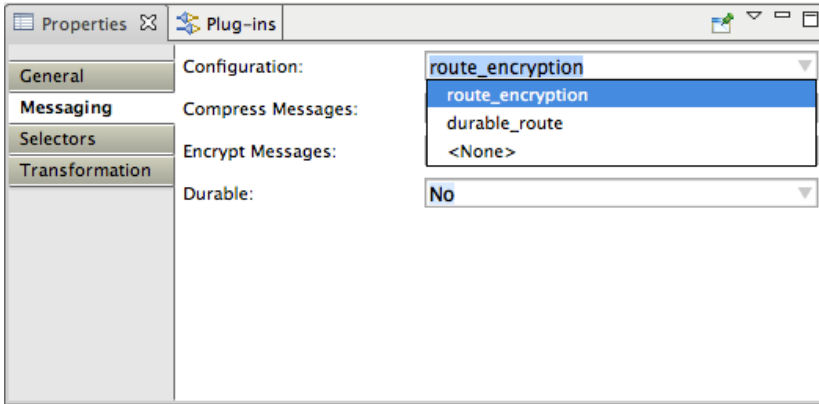 Properties
Plug-ins
General
Messaging
Selectors
Transformation
Configuration:
route_encryption
route_encryption
durable_route
<None>
Compress Messages:
Encrypt Messages:
Durable:
No